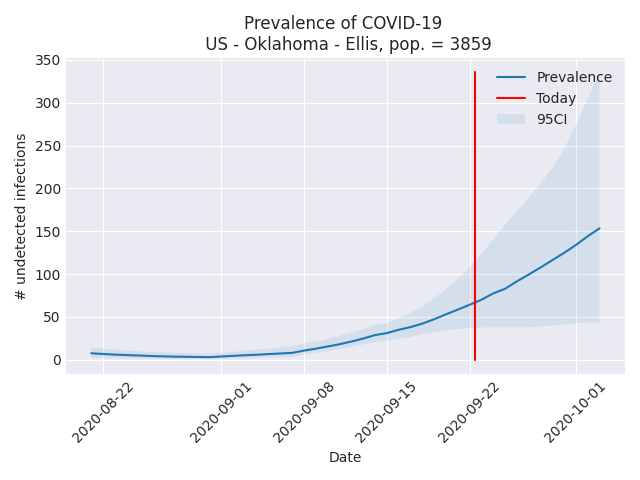 Prevalence of COVID-19
US - Oklahoma - Ellis, pop. = 3859
350
300
250
200
150
100
50
0
# undetected infections
Prevalence
Today
95CI
2020-08-22
2020-09-01
2020-09-08
2020-09-15
2020-09-22
2020-10-01
Date